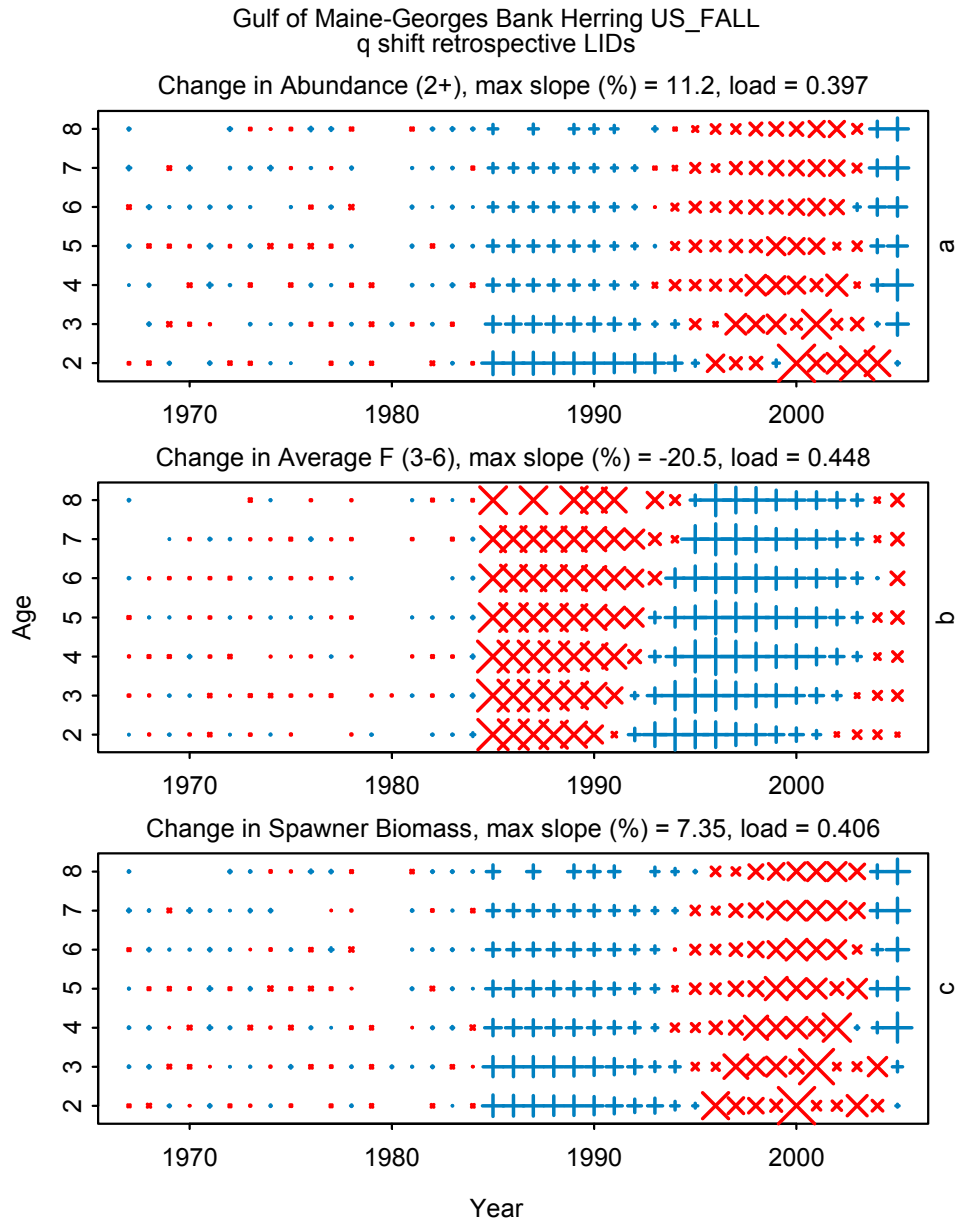 Gulf of Maine-Georges Bank Herring US_FALL
q shift retrospective LIDs
Change in Abundance (2+), max slope (%) = 11.2, load = 0.397
8
7
6
5
4
3
2
a
1970 1980 1990 2000
Change in Average F (3-6), max slope (%) = -20.5, load = 0.448
8
7
6
5
4
3
2
Age
b
1970 1980 1990 2000
Change in Spawner Biomass, max slope (%) = 7.35, load = 0.406
8
7
6
5
4
3
2
c
1970 1980 1990 2000
Year